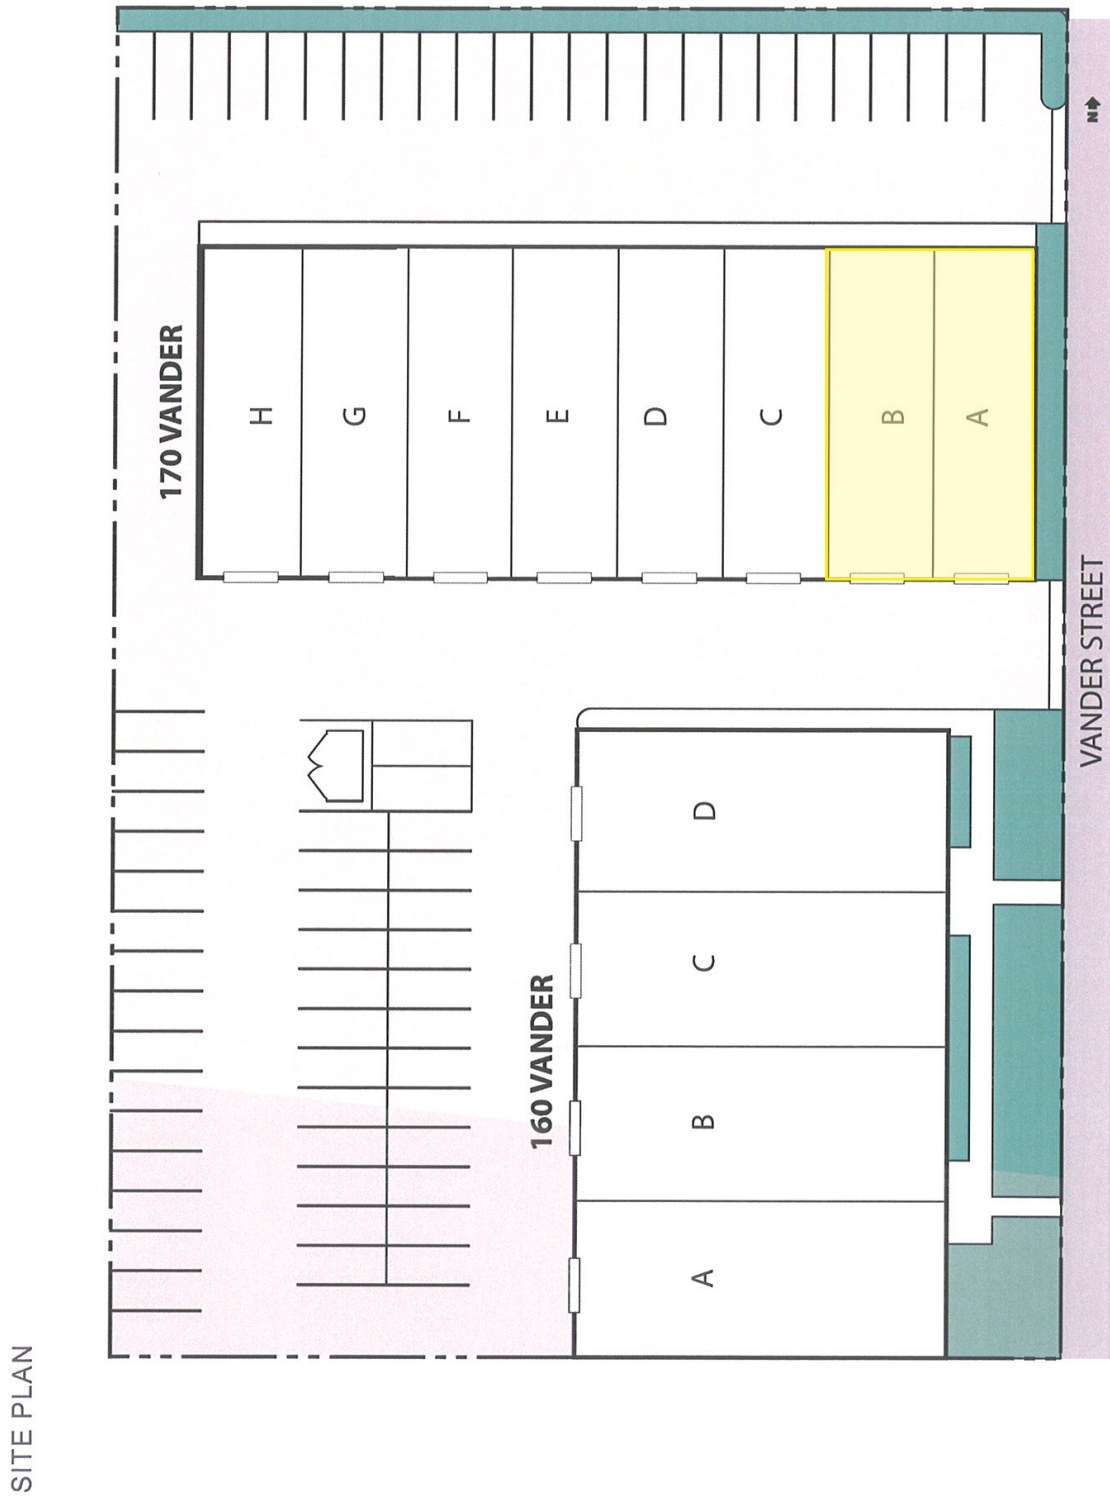 SITE PLAN
170 VANDER
H
G
F
E
D
C
B
A
160 VANDER
D
C
B
A
VANDER STREET
N